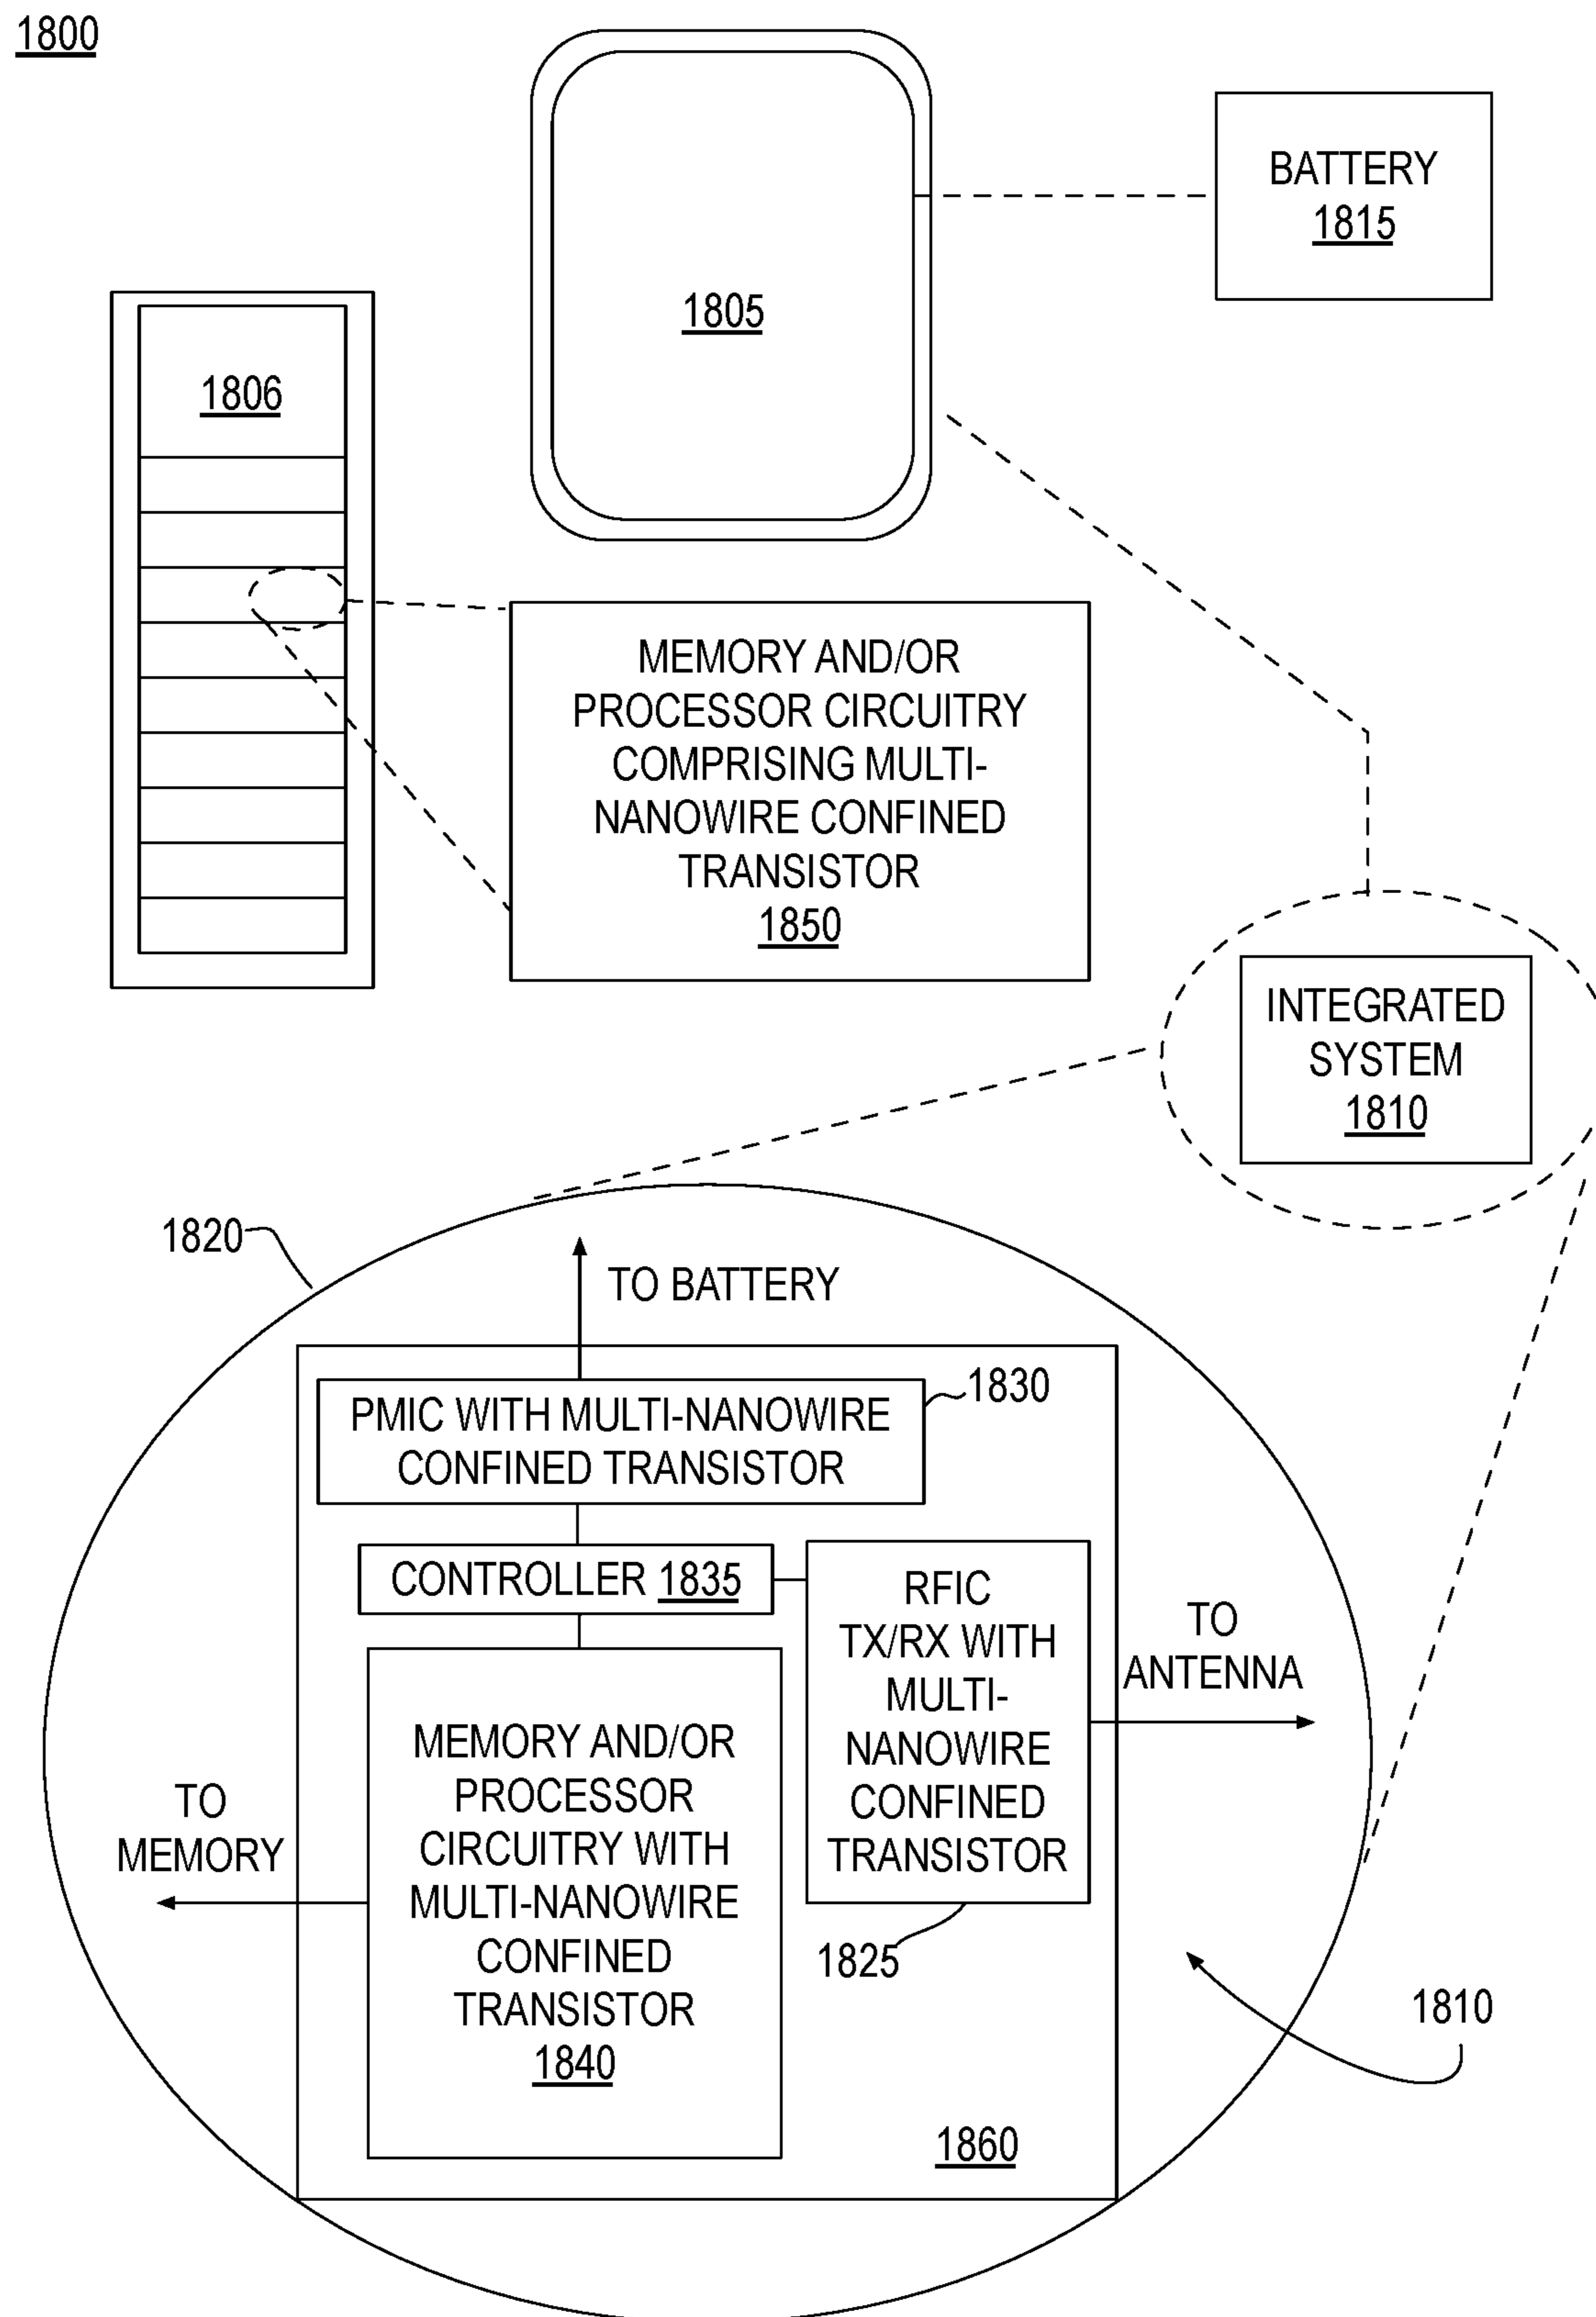 1800
BATTERY
1815
1805
1806
MEMORY AND/OR
PROCESSOR CIRCUITRY
COMPRISING MULTI-
NANOWIRE CONFINED
TRANSISTOR
1850
INTEGRATED
SYSTEM
1810
1820
TO BATTERY
1830
PMIC WITH MULTI-NANOWIRE
CONFINED TRANSISTOR
CONTROLLER 1835
RFIC
TX/RX WITH
MULTI-
NANOWIRE
CONFINED
TRANSISTOR
1825
TO
ANTENNA
MEMORY AND/OR
PROCESSOR
CIRCUITRY WITH
MULTI-NANOWIRE
CONFINED
TRANSISTOR
1840
TO
MEMORY
1810
1860